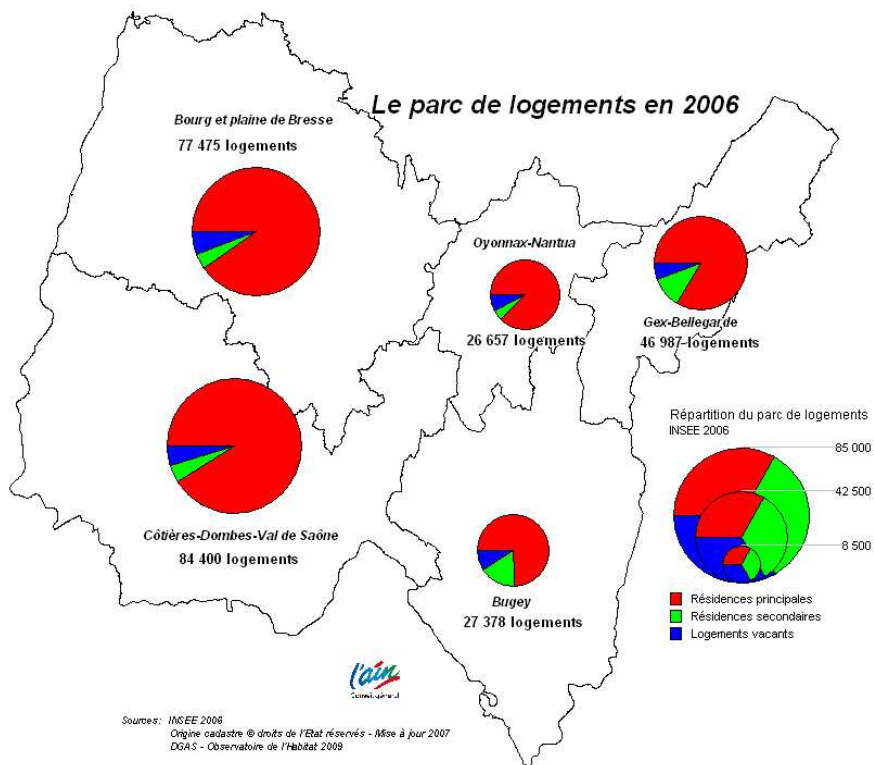 Le parc de logements en 2006
Bourg et plaine de Bresse
77 475 logements
Oyonnax-Nantua
26 657 logements
Gex-Bellegarde
46 987 logements
Côtières-Dombes-Val de Saône
84 400 logements
Bugey
27 378 logements
Répartition du parc de logements
INSEE 2006
85 000
42 500
8 500
Résidences principales
Résidences secondaires
Logements vacants
l'ain
Conseil général
Sources: INSEE 2006
Origine cadastre © droits de l'Etat réservés - Mise à jour 2007
DGAS - Observatoire de l'Habitat 2009